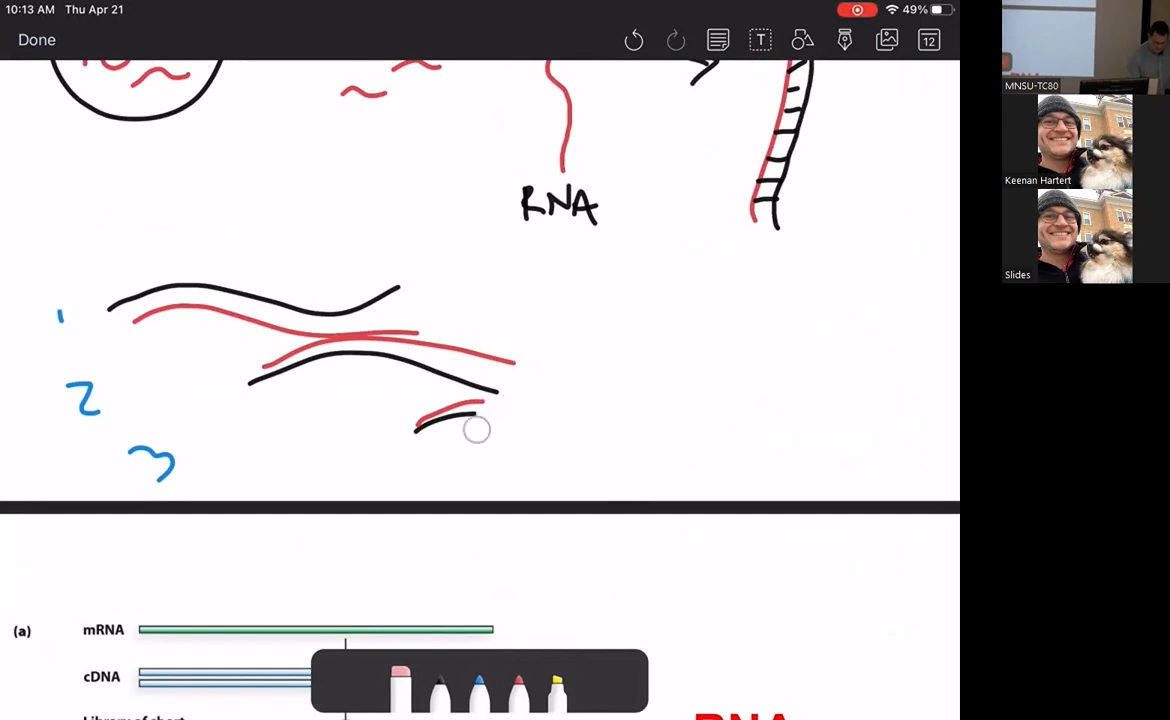 10:13 AM Thu Apr 21
49%
Done
T
12
MNSU-TC80
Keenan Hartert
Slides
RNA
1
2
3
(a)
mRNA
cDNA